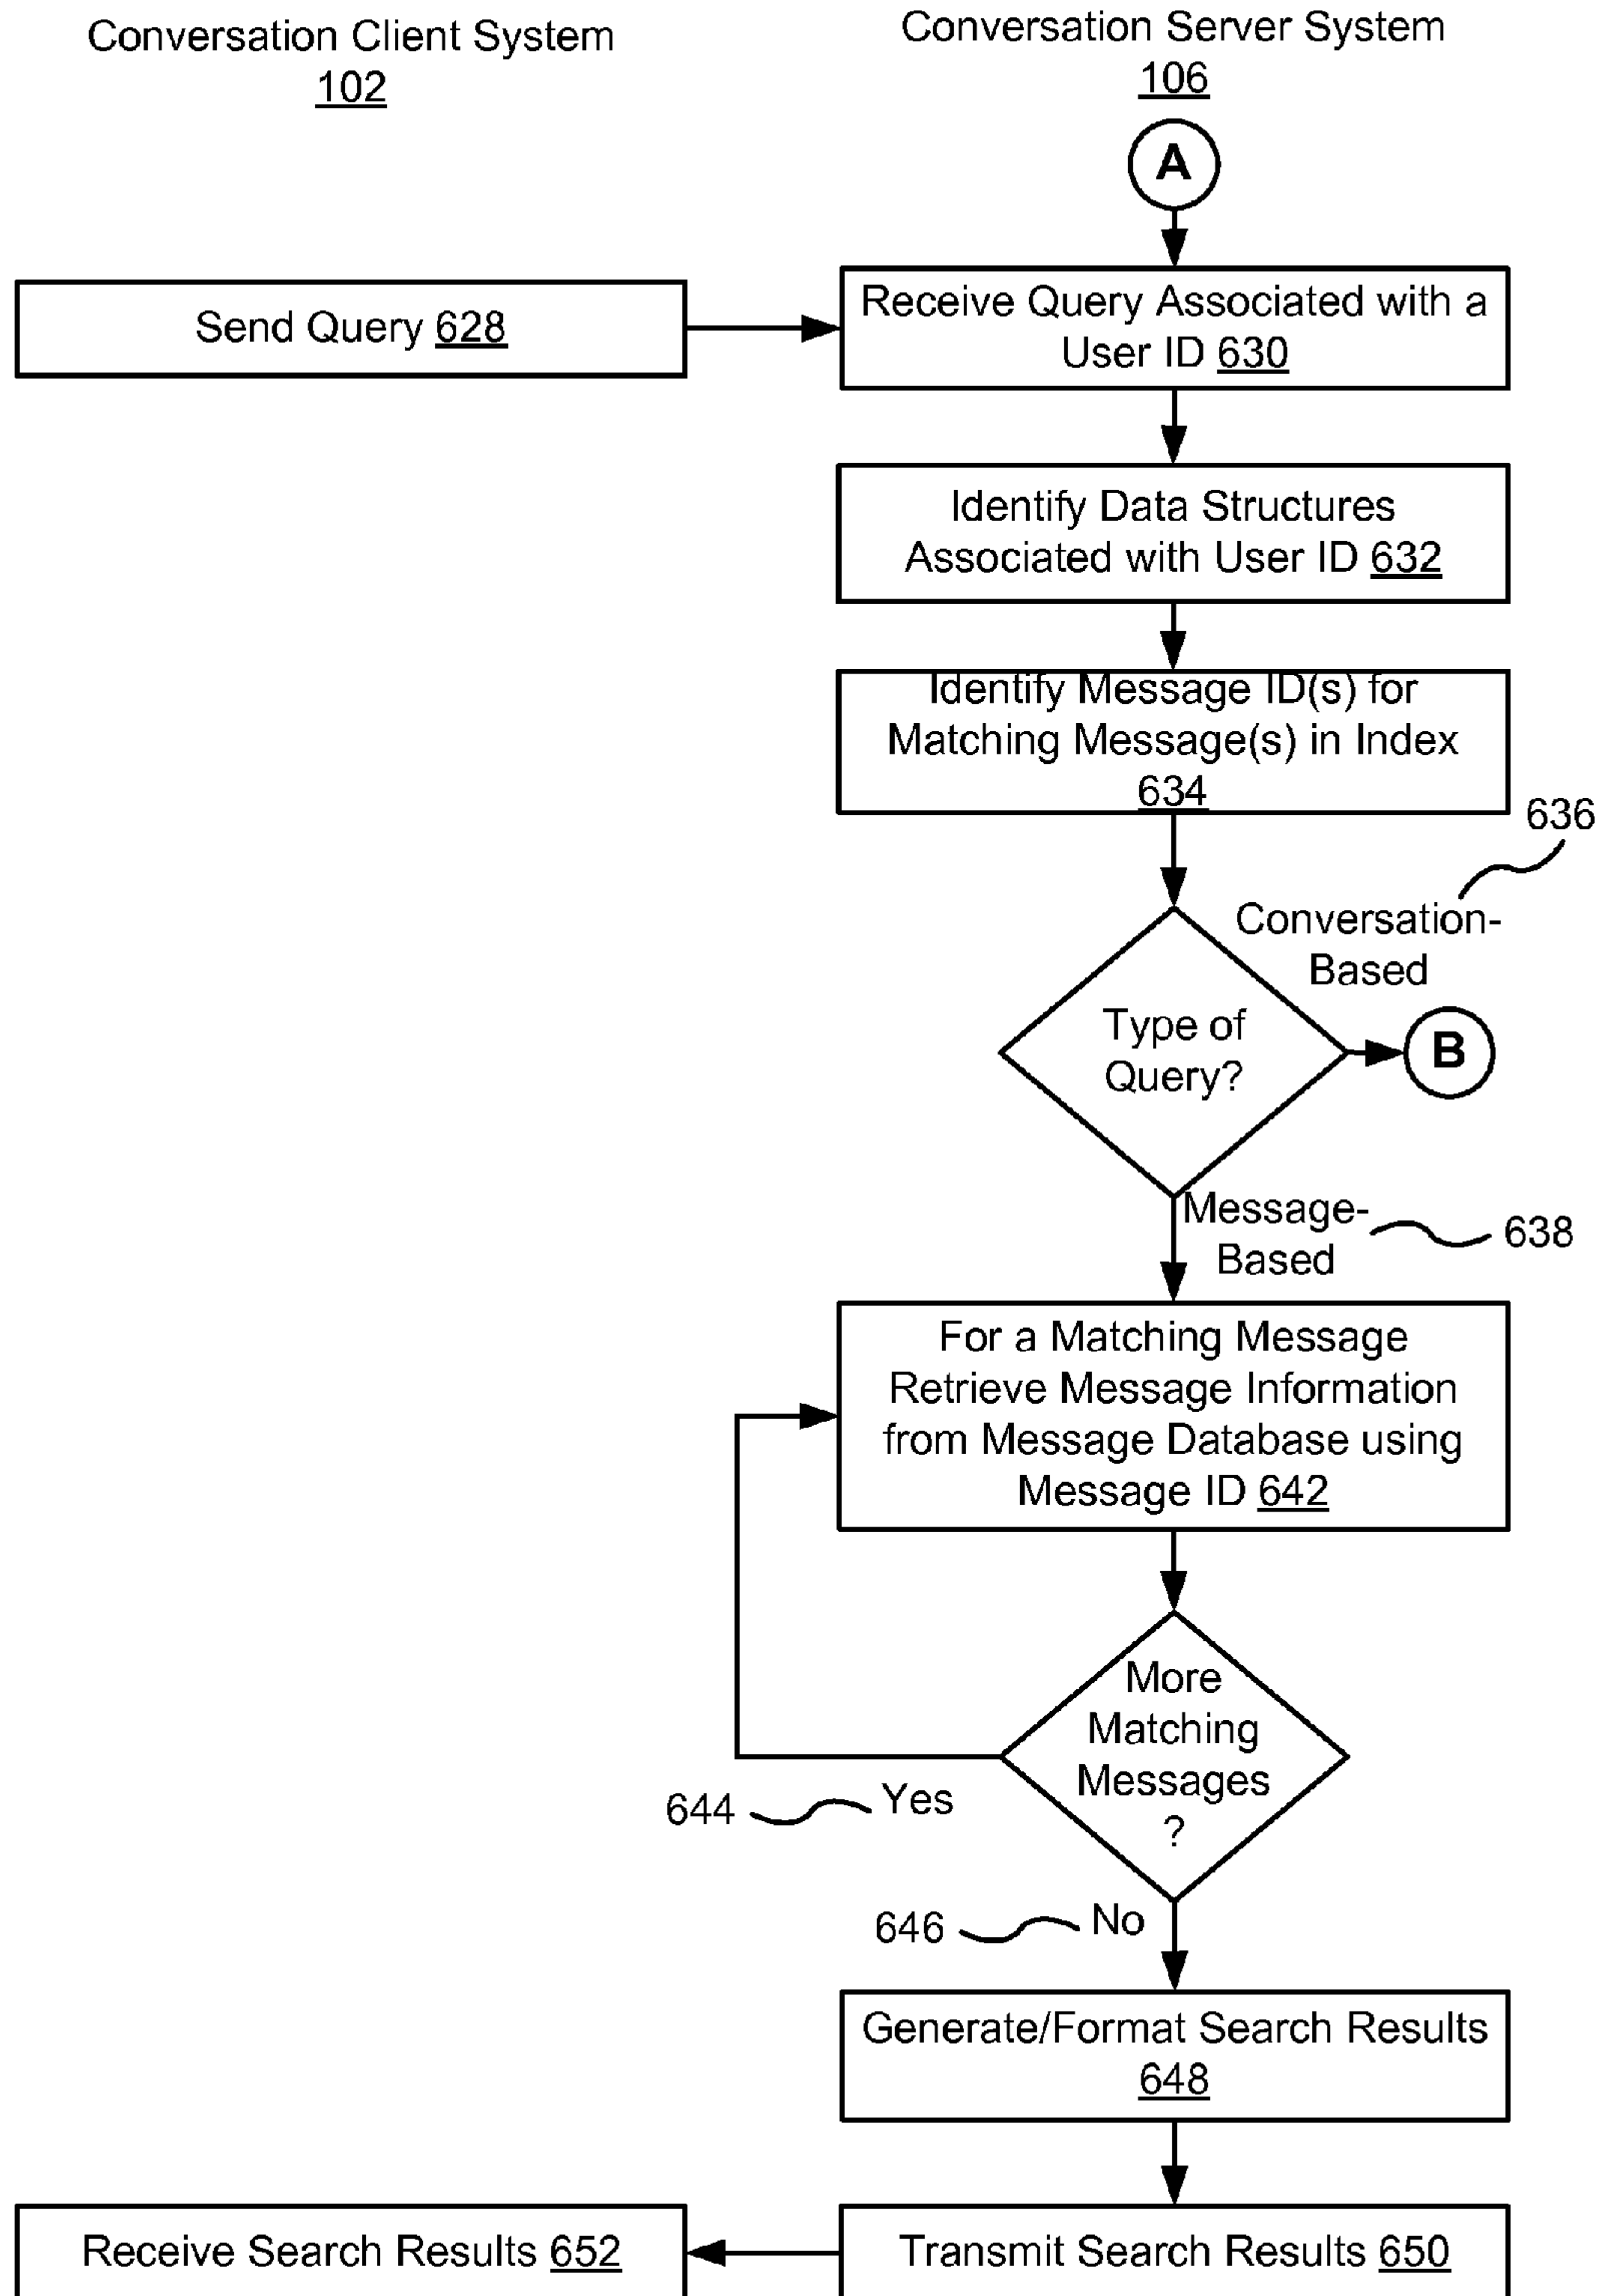 Conversation Client System
102
Conversation Server System
106
A
Send Query 628
Receive Query Associated with a
User ID 630
Identify Data Structures
Associated with User ID 632
Identify Message ID(s) for
Matching Message(s) in Index
634
636
Conversation-
Based
Type of
Query?
B
Message-
Based
638
For a Matching Message
Retrieve Message Information
from Message Database using
Message ID 642
More
Matching
Messages
?
644
Yes
646
No
Generate/Format Search Results
648
Receive Search Results 652
Transmit Search Results 650